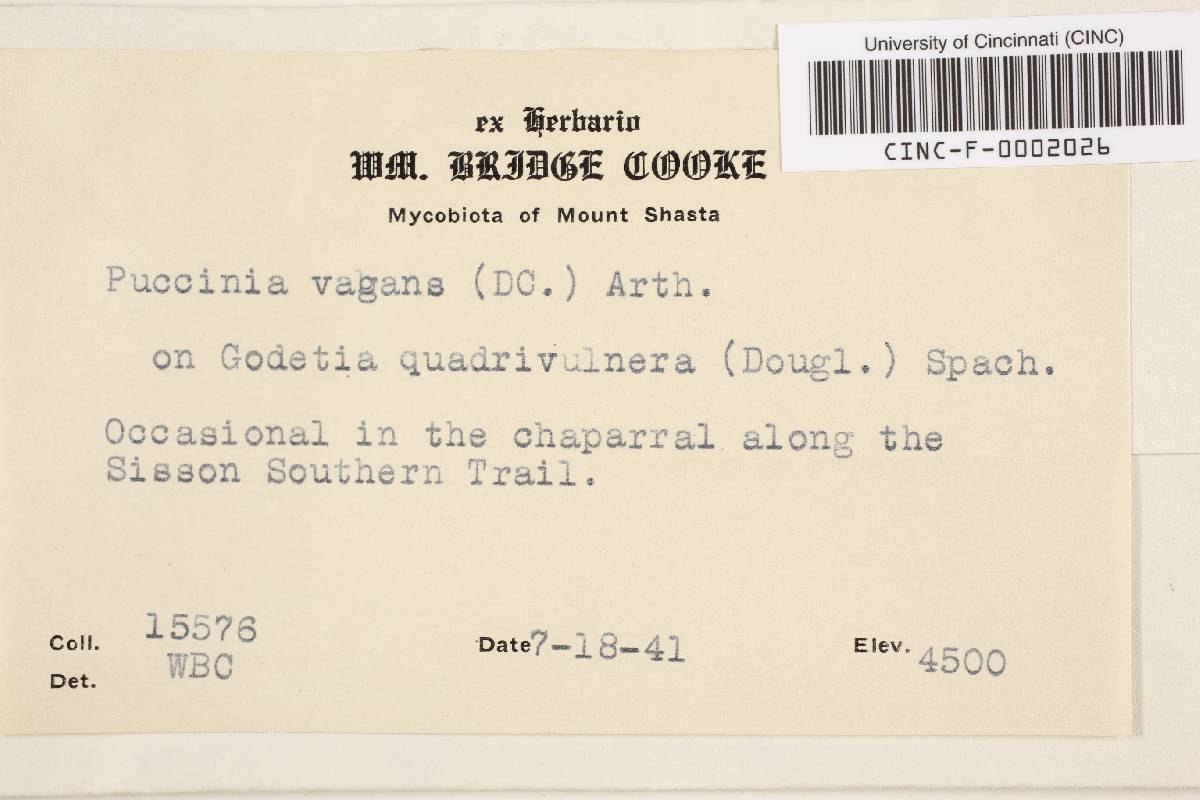 University of Cincinnati (CINC)
CINC-F-0002026
ex Herbario
WM. BRIDGE COOKE
Mycobiota of Mount Shasta
Puccinia vagans (DC.) Arth.
on Godetia quadrivulnera (Dougl.) Spach.
Occasional in the chaparral along the
Sisson Southern Trail.
Coll. 15576
Det. WBC
Date 7-18-41
Elev. 4500